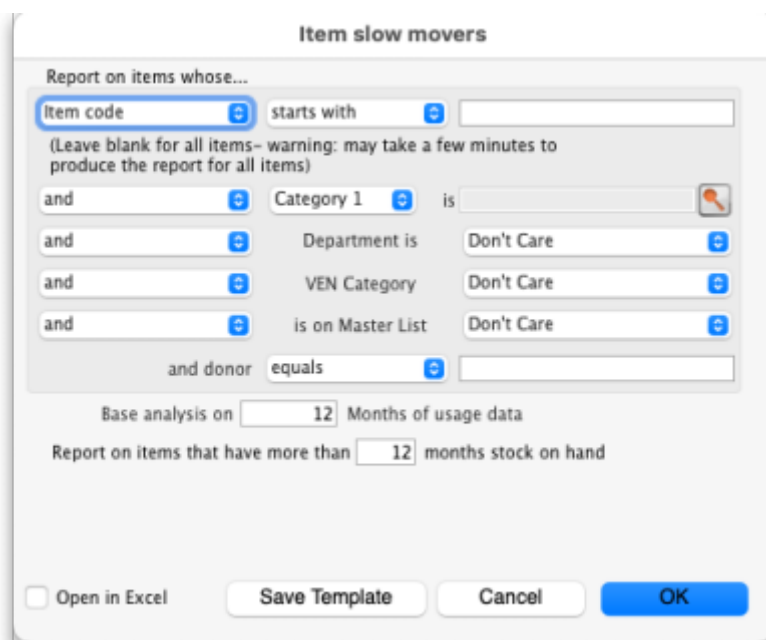 Item slow movers
Report on items whose...
Item code starts with
(Leave blank for all items– warning: may take a few minutes to
produce the report for all items)
and Category 1 is
and Department is Don't Care
and VEN Category Don't Care
and is on Master List Don't Care
and donor equals
Base analysis on 12 Months of usage data
Report on items that have more than 12 months stock on hand
Open in Excel Save Template Cancel OK